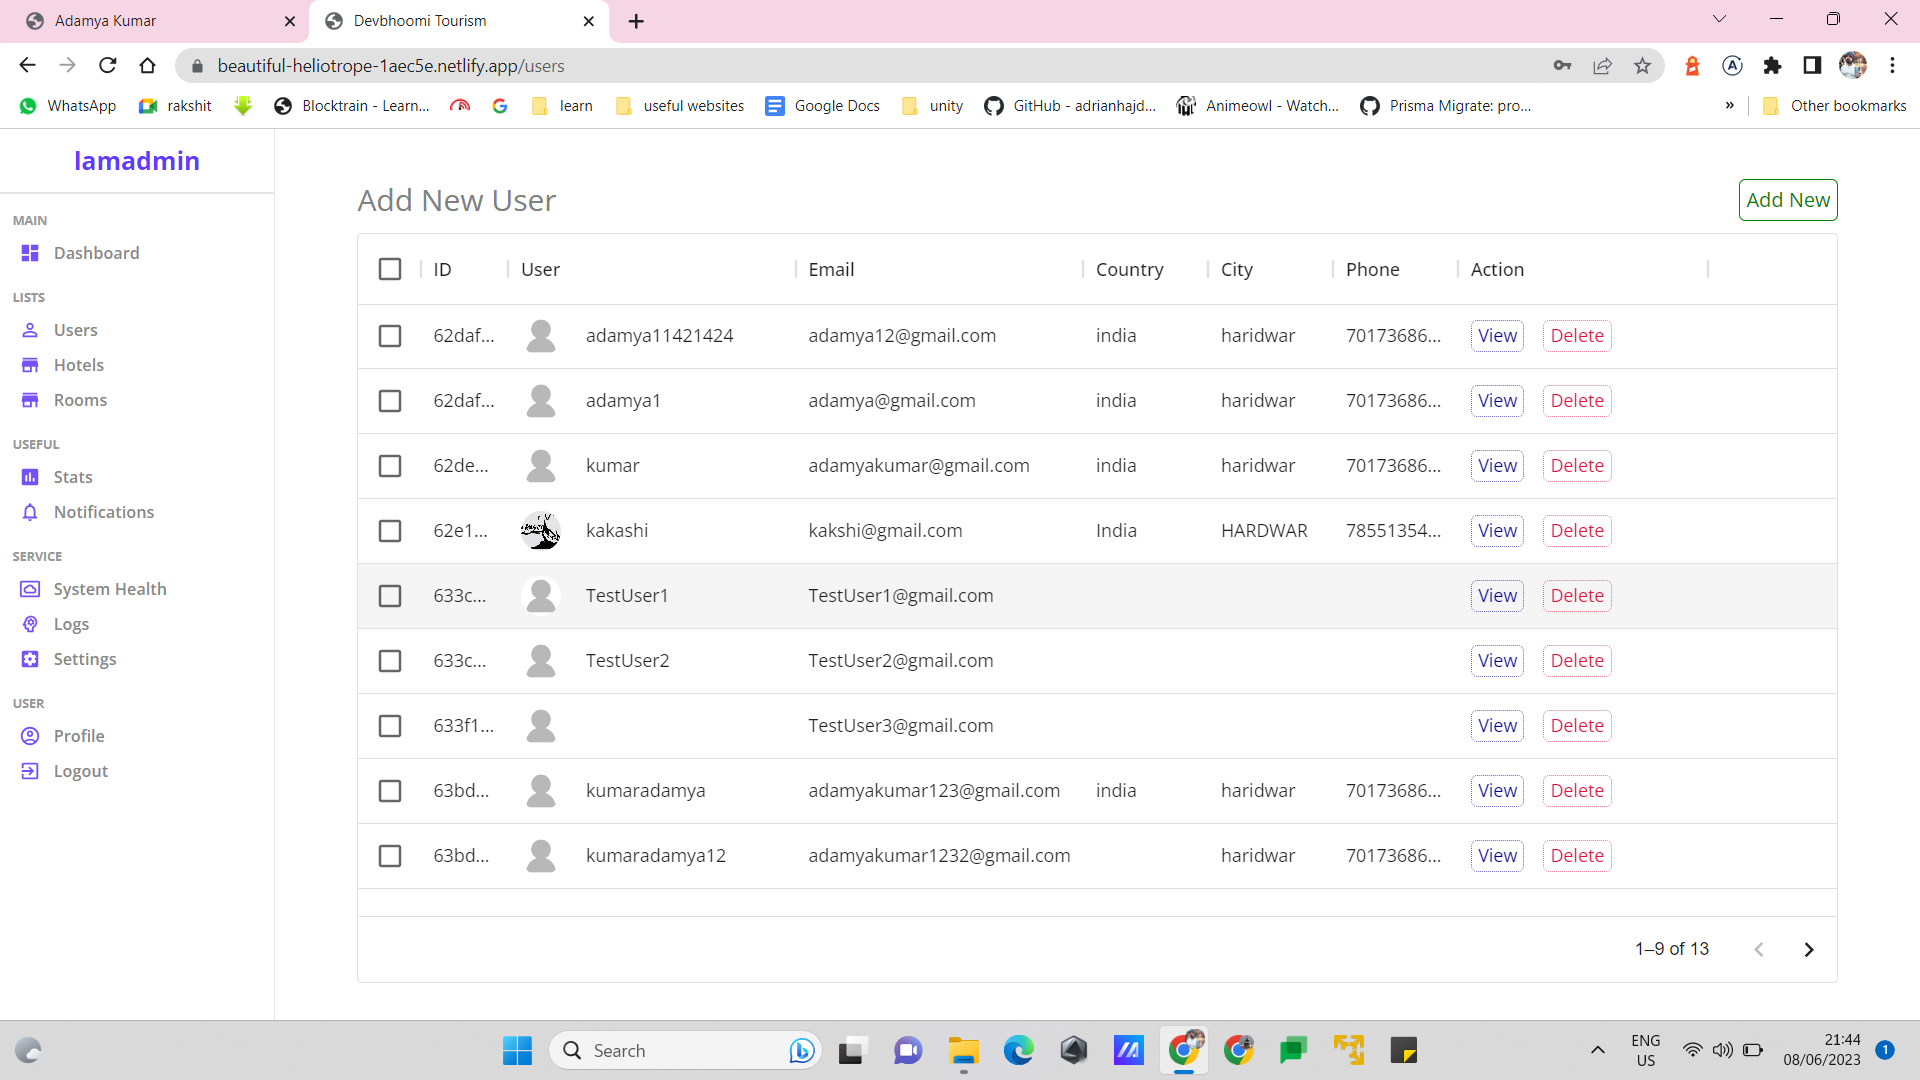 Adamya Kumar
Devbhoomi Tourism
beautiful-heliotrope-1aec5e.netlify.app/users
WhatsApp
rakshit
Blocktrain - Learn...
learn
useful websites
Google Docs
unity
GitHub - adrianhajd...
Animeowl - Watch...
Prisma Migrate: pro...
»
Other bookmarks
lamadmin
MAIN
Dashboard
LISTS
Users
Hotels
Rooms
USEFUL
Stats
Notifications
SERVICE
System Health
Logs
Settings
USER
Profile
Logout
Add New User
Add New
ID User Email Country City Phone Action
62daf... adamya11421424 adamya12@gmail.com india haridwar 70173686... View Delete
62daf... adamya1 adamya@gmail.com india haridwar 70173686... View Delete
62de... kumar adamyakumar@gmail.com india haridwar 70173686... View Delete
62e1... kakashi kakshi@gmail.com India HARDWAR 78551354... View Delete
633c... TestUser1 TestUser1@gmail.com View Delete
633c... TestUser2 TestUser2@gmail.com View Delete
633f1... TestUser3@gmail.com View Delete
63bd... kumaradamya adamyakumar123@gmail.com india haridwar 70173686... View Delete
63bd... kumaradamya12 adamyakumar1232@gmail.com haridwar 70173686... View Delete
1–9 of 13
Search
ENG
US
21:44
08/06/2023
1